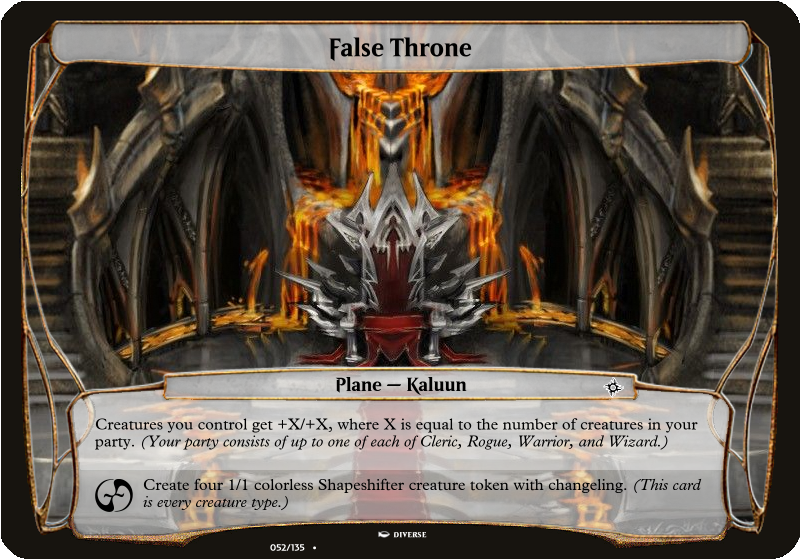 False Throne
Plane — Kaluun
Creatures you control get +X/+X, where X is equal to the number of creatures in your
party. (Your party consists of up to one of each of Cleric, Rogue, Warrior, and Wizard.)
Create four 1/1 colorless Shapeshifter creature token with changeling. (This card
is every creature type.)
DIVERSE
052/135 •